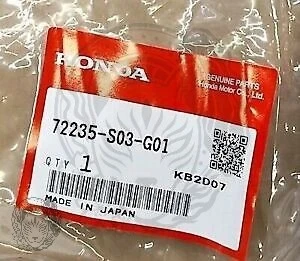 HONDA
GENUINE PARTS
Honda Motor Co., Ltd.
72235-S03-G01
QTY 1
KB2D07
MADE IN JAPAN